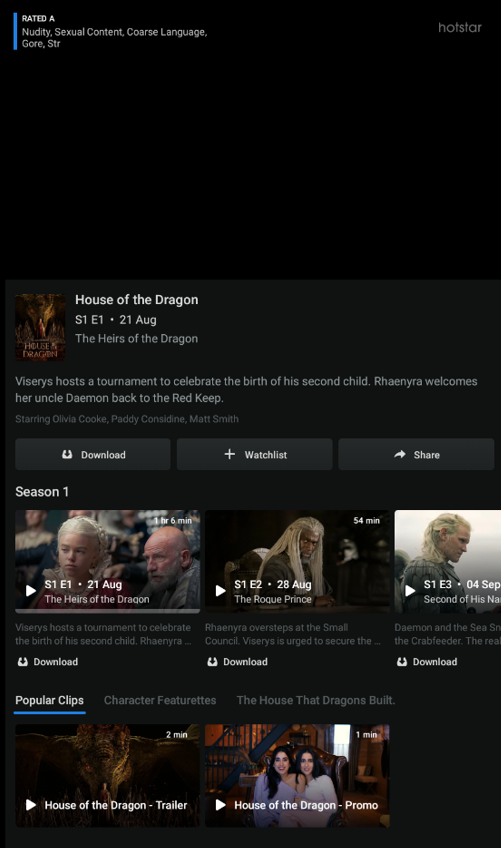 RATED A
Nudity, Sexual Content, Coarse Language,
Gore, Str
hotstar
HOUSE OF THE
DRAGON
House of the Dragon
S1 E1 • 21 Aug
The Heirs of the Dragon
Viserys hosts a tournament to celebrate the birth of his second child. Rhaenyra welcomes
her uncle Daemon back to the Red Keep.
Starring Olivia Cooke, Paddy Considine, Matt Smith
Download
Watchlist
Share
Season 1
1 hr 6 min
S1 E1 • 21 Aug
The Heirs of the Dragon
Viserys hosts a tournament to celebrate
the birth of his second child. Rhaenyra ...
Download
54 min
S1 E2 • 28 Aug
The Rogue Prince
Rhaenyra oversteps at the Small
Council. Viserys is urged to secure the ...
Download
S1 E3 • 04 Sep
Second of His Na
Daemon and the Sea Sn
the Crabfeeder. The real
Download
Popular Clips
Character Featurettes
The House That Dragons Built.
2 min
House of the Dragon - Trailer
1 min
House of the Dragon - Promo